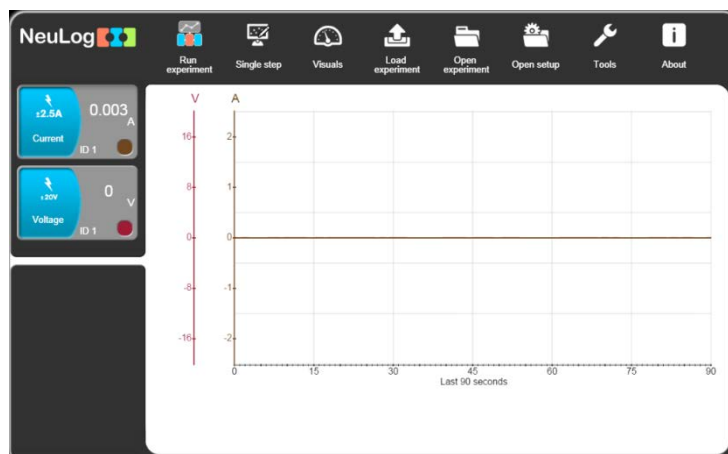 NeuLog
Run
experiment
Single step
Visuals
Load
experiment
Open
experiment
Open setup
Tools
About
±2.5A
0.003
A
Current
ID 1
± 20V
0
V
Voltage
ID 1
V
A
16
2
8
1
0
0
-8
-1
-16
-2
0
15
30
45
60
75
90
Last 90 seconds